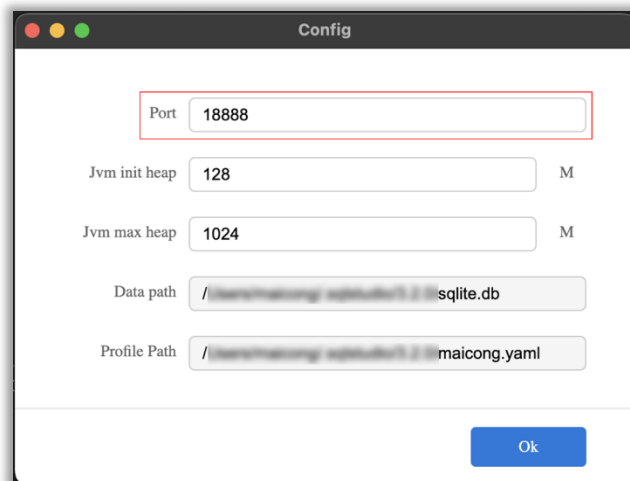 Config
Port 18888
Jvm init heap 128 M
Jvm max heap 1024 M
Data path / sqlite.db
Profile Path / maicong.yaml
Ok